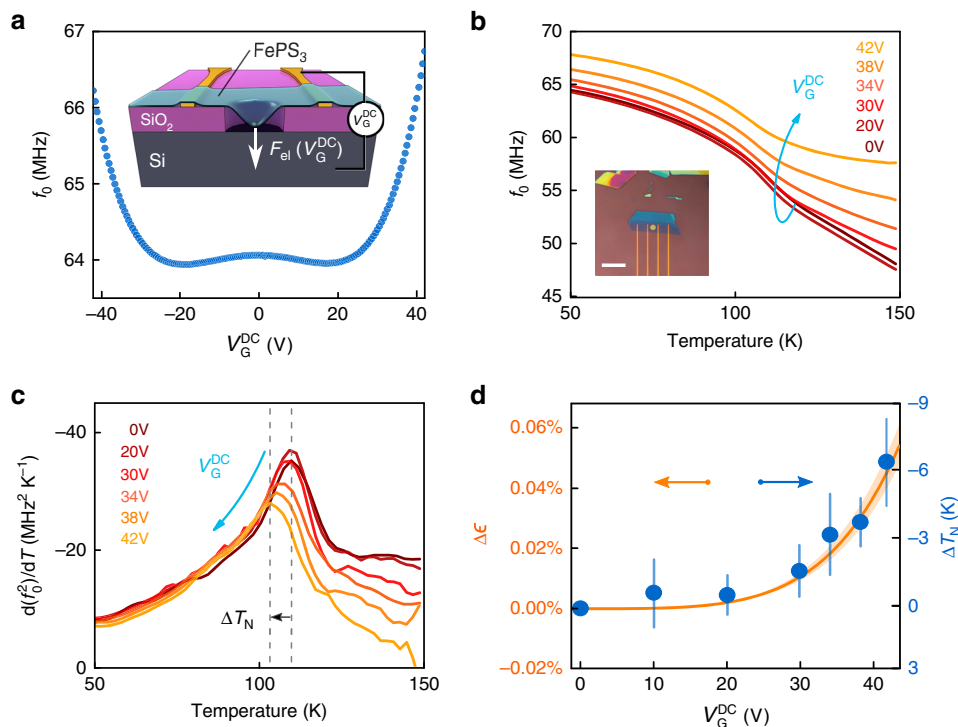 a
67
66
65
64
f₀ (MHz)
−40
−20
0
20
40
V_G^DC (V)
FePS₃
SiO₂
Si
V_G^DC
F_el (V_G^DC)
b
70
65
60
55
50
45
f₀ (MHz)
50
100
150
Temperature (K)
42V
38V
34V
30V
20V
0V
V_G^DC
c
−40
−20
0
d(f₀²)/dT (MHz² K⁻¹)
50
100
150
Temperature (K)
0V
20V
30V
34V
38V
42V
V_G^DC
ΔT_N
d
0.06%
0.04%
0.02%
0.00%
−0.02%
Δϵ
0
10
20
30
40
V_G^DC (V)
−9
−6
−3
0
3
ΔT_N (K)